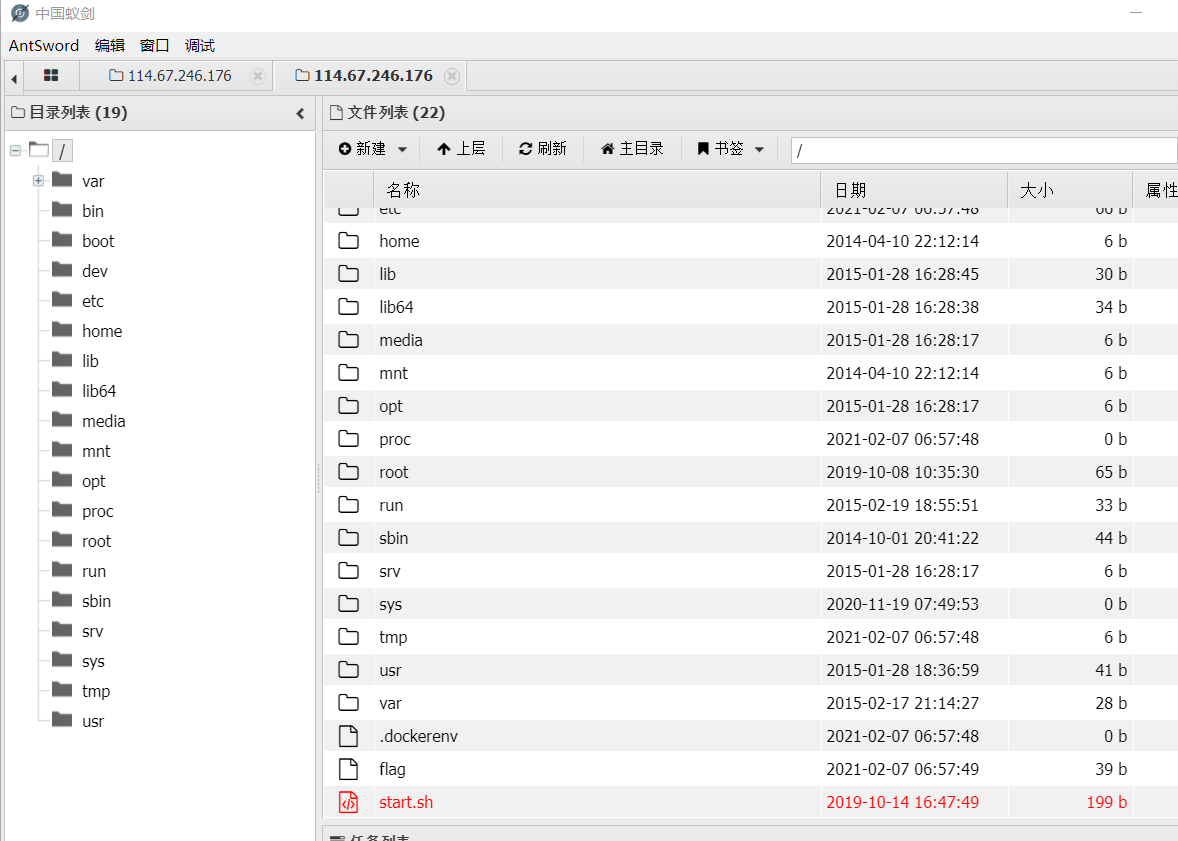 中国蚁剑
AntSword 编辑 窗口 调试
114.67.246.176 114.67.246.176
目录列表 (19)
/
var
bin
boot
dev
etc
home
lib
lib64
media
mnt
opt
proc
root
run
sbin
srv
sys
tmp
usr
文件列表 (22)
新建 上层 刷新 主目录 书签 /
名称 日期 大小 属性
etc 2021-02-07 06:57:48 66 b
home 2014-04-10 22:12:14 6 b
lib 2015-01-28 16:28:45 30 b
lib64 2015-01-28 16:28:38 34 b
media 2015-01-28 16:28:17 6 b
mnt 2014-04-10 22:12:14 6 b
opt 2015-01-28 16:28:17 6 b
proc 2021-02-07 06:57:48 0 b
root 2019-10-08 10:35:30 65 b
run 2015-02-19 18:55:51 33 b
sbin 2014-10-01 20:41:22 44 b
srv 2015-01-28 16:28:17 6 b
sys 2020-11-19 07:49:53 0 b
tmp 2021-02-07 06:57:48 6 b
usr 2015-01-28 18:36:59 41 b
var 2015-02-17 21:14:27 28 b
.dockerenv 2021-02-07 06:57:48 0 b
flag 2021-02-07 06:57:49 39 b
start.sh 2019-10-14 16:47:49 199 b
任务列表